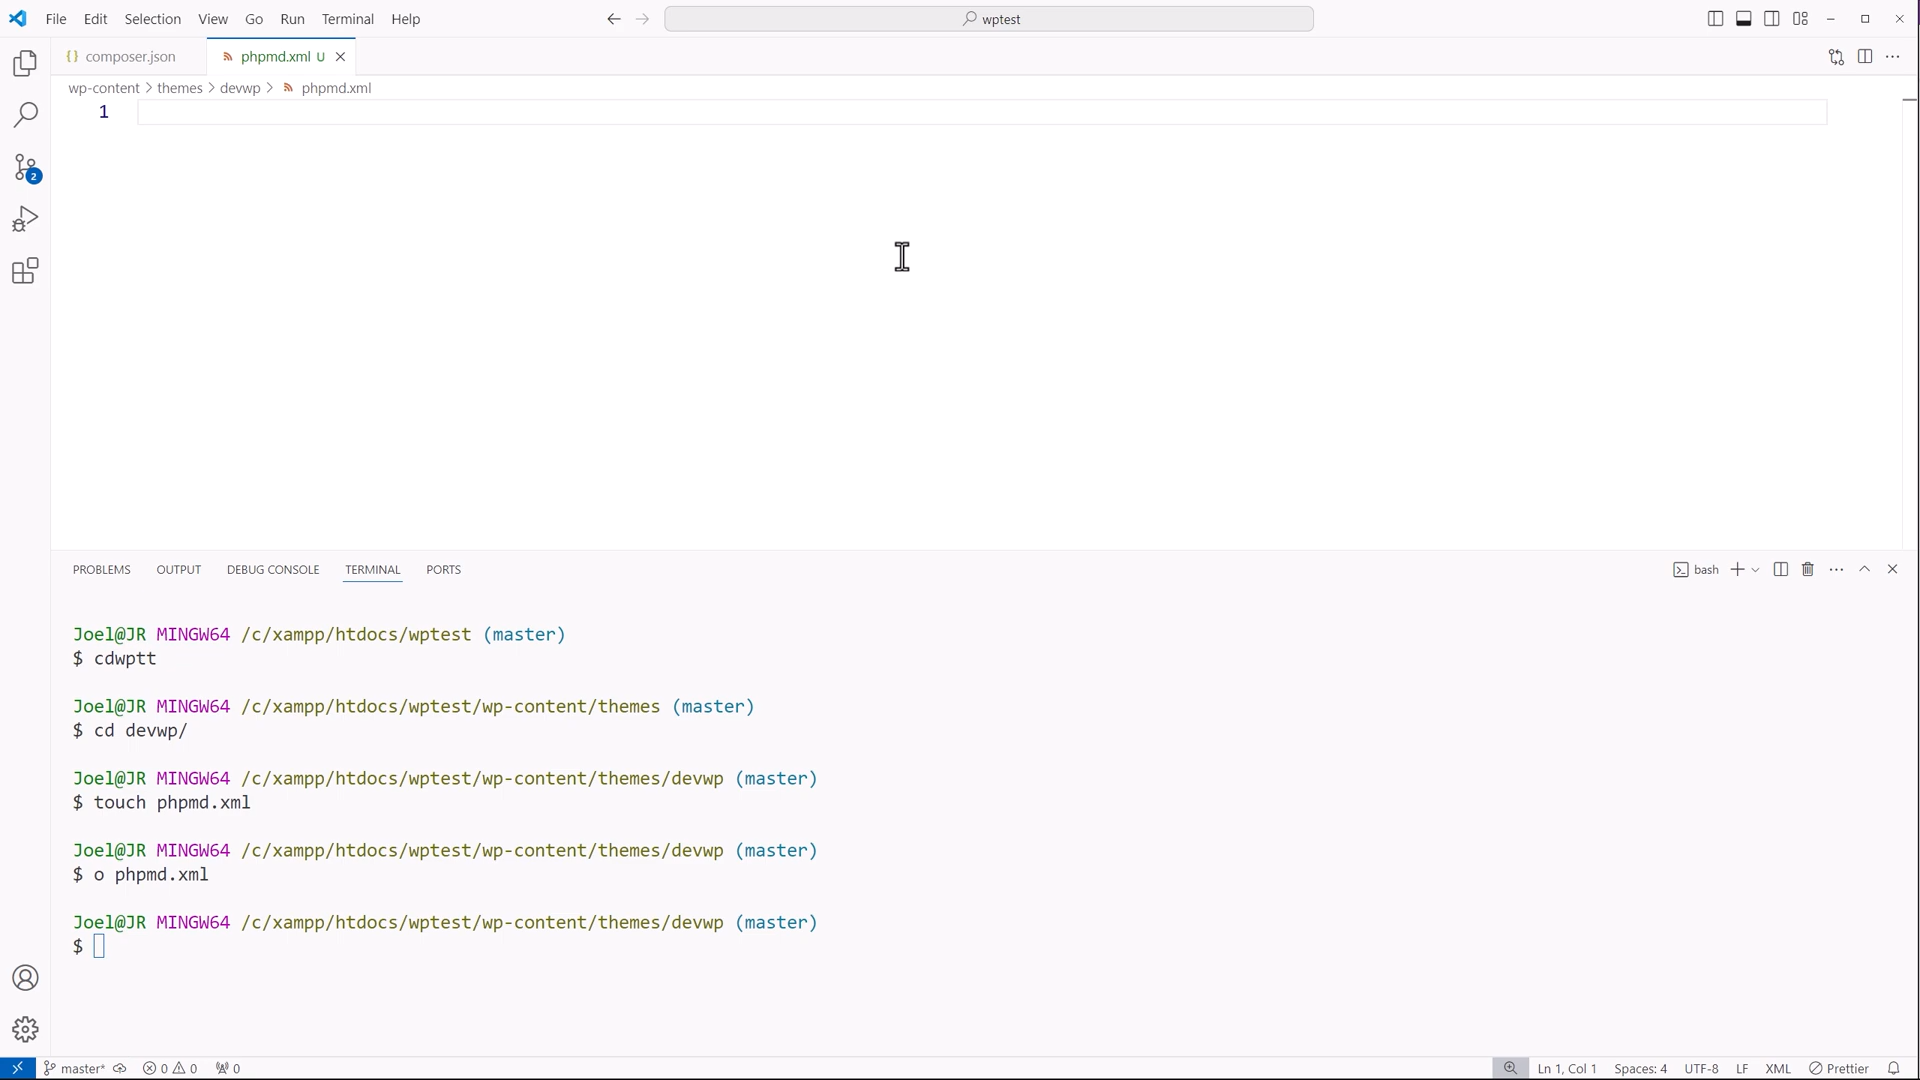 File Edit Selection View Go Run Terminal Help
wptest
composer.json
phpmd.xml U
wp-content > themes > devwp > phpmd.xml
1
2
PROBLEMS OUTPUT DEBUG CONSOLE TERMINAL PORTS
bash
Joel@JR MINGW64 /c/xampp/htdocs/wptest (master)
$ cdwptt
Joel@JR MINGW64 /c/xampp/htdocs/wptest/wp-content/themes (master)
$ cd devwp/
Joel@JR MINGW64 /c/xampp/htdocs/wptest/wp-content/themes/devwp (master)
$ touch phpmd.xml
Joel@JR MINGW64 /c/xampp/htdocs/wptest/wp-content/themes/devwp (master)
$ o phpmd.xml
Joel@JR MINGW64 /c/xampp/htdocs/wptest/wp-content/themes/devwp (master)
$
master* 0 0 0 Ln 1, Col 1 Spaces: 4 UTF-8 LF XML Prettier